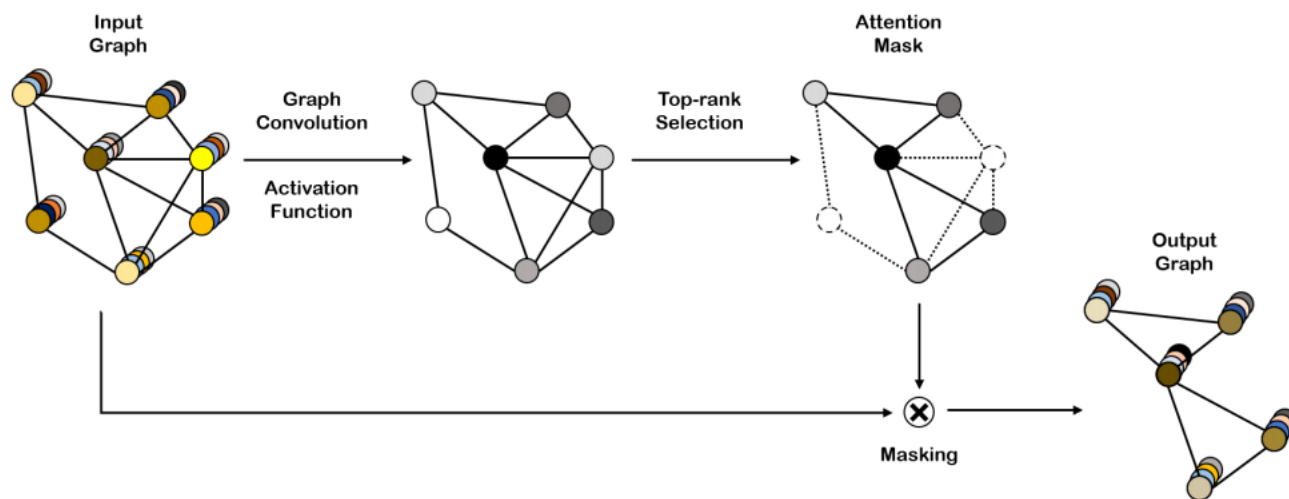 Input
Graph
Graph
Convolution
Activation
Function
Top-rank
Selection
Attention
Mask
Output
Graph
Masking